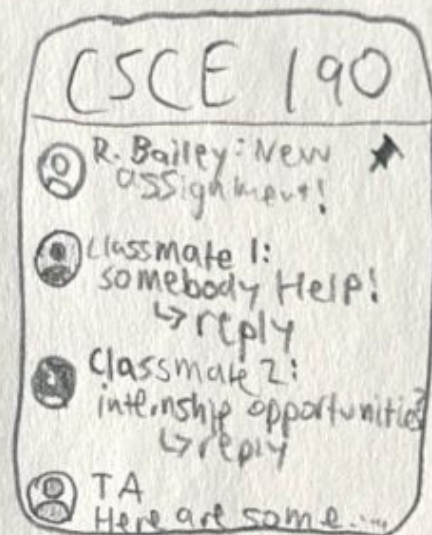 CSCE 190
R. Bailey: New
assignment!
Classmate 1:
somebody Help!
↳ reply
Classmate 2:
internship opportunities?
↳ reply
TA
Here are some....